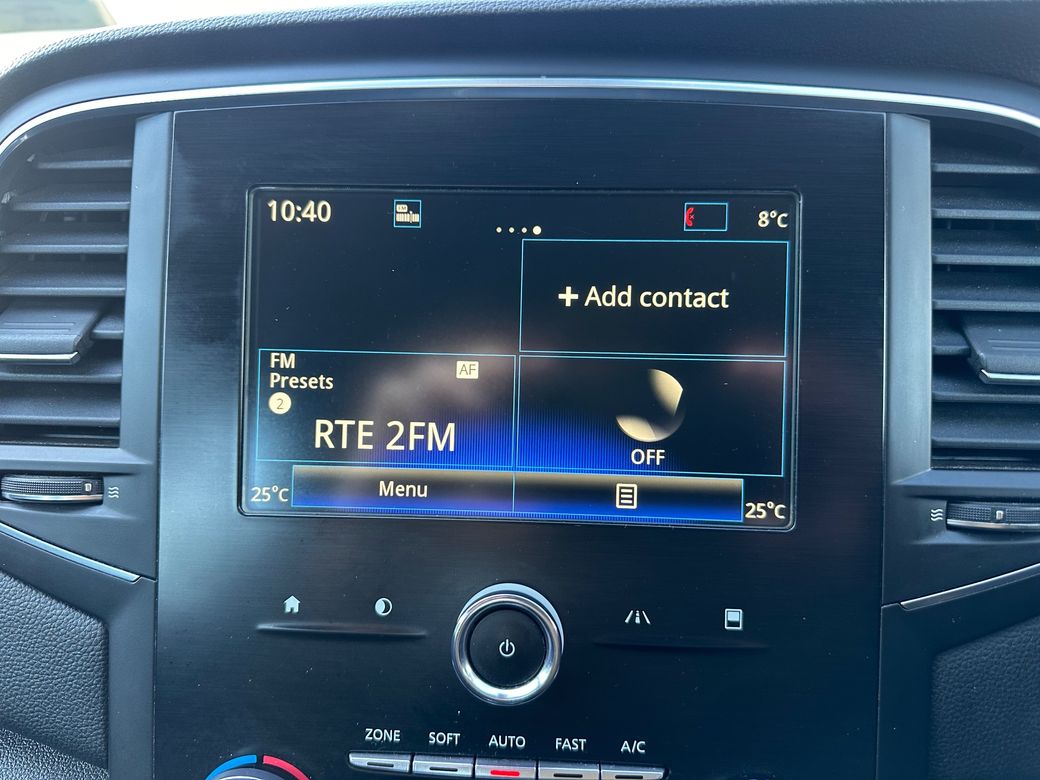 10:40
8°C
+ Add contact
FM
Presets
AF
2
RTE 2FM
OFF
25°C
Menu
25°C
ZONE
SOFT
AUTO
FAST
A/C